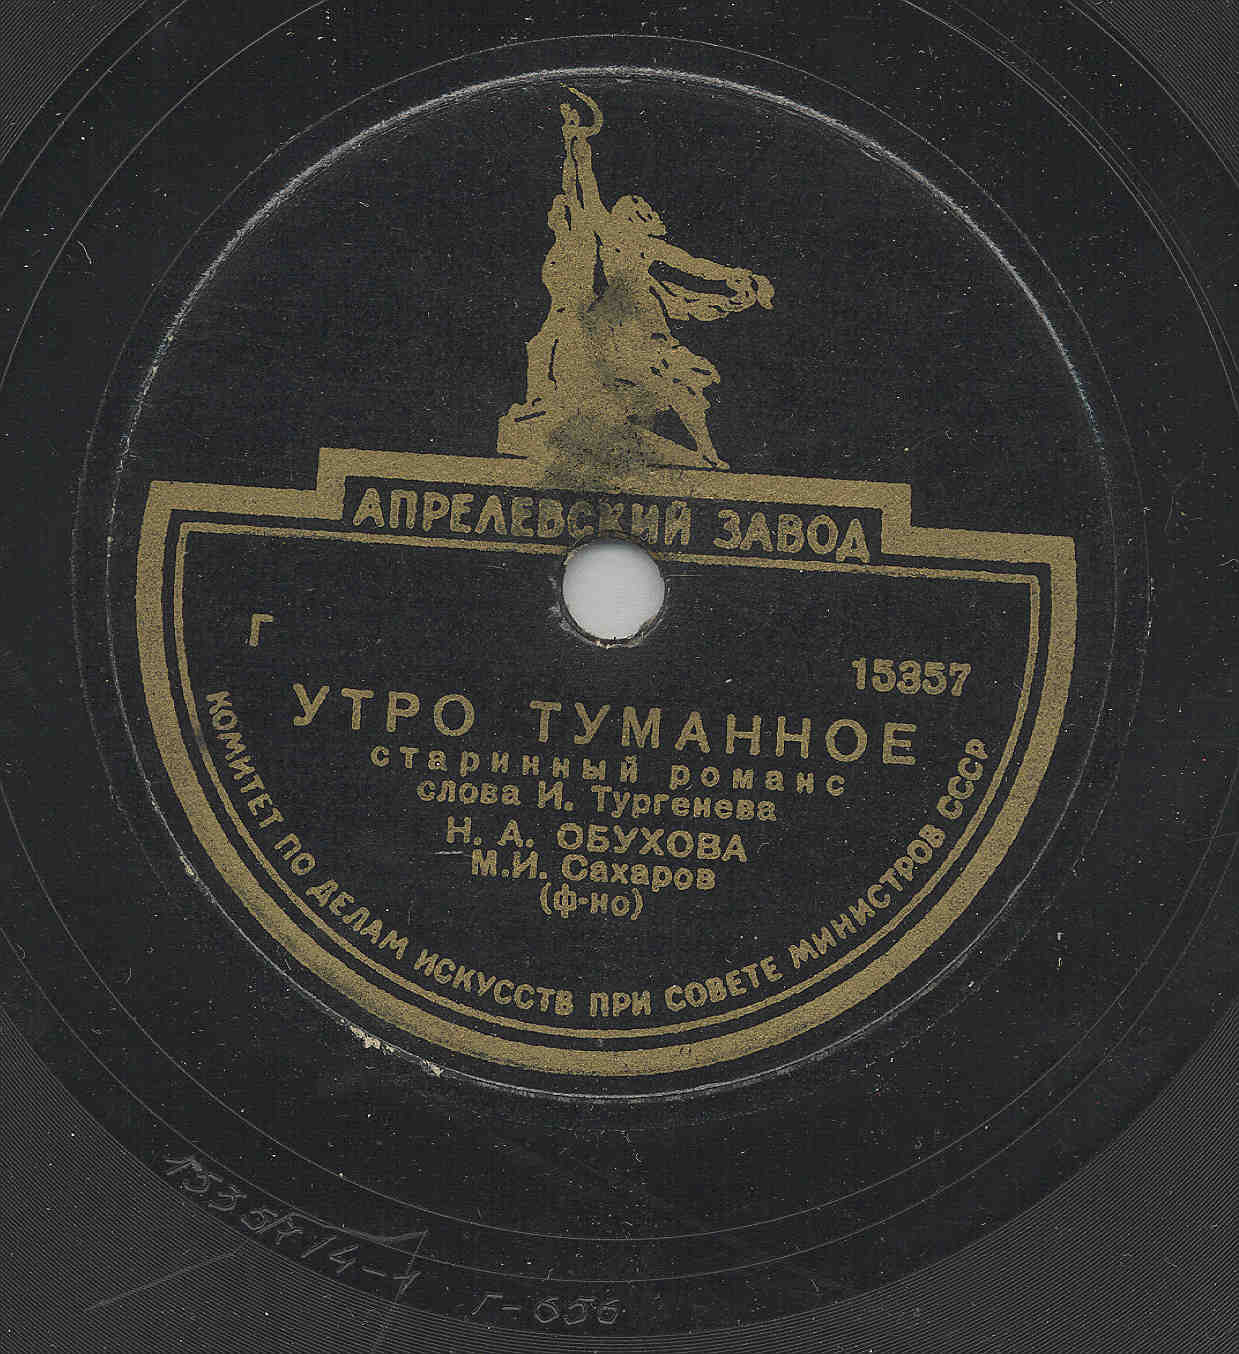 АПРЕЛЕВСКИЙ ЗАВОД
Г
15357
УТРО ТУМАННОЕ
старинный романс
слова И. Тургенева
Н. А. ОБУХОВА
М.И. Сахаров
(ф-но)
КОМИТЕТ ПО ДЕЛАМ ИСКУССТВ ПРИ СОВЕТЕ МИНИСТРОВ СССР
Г-656